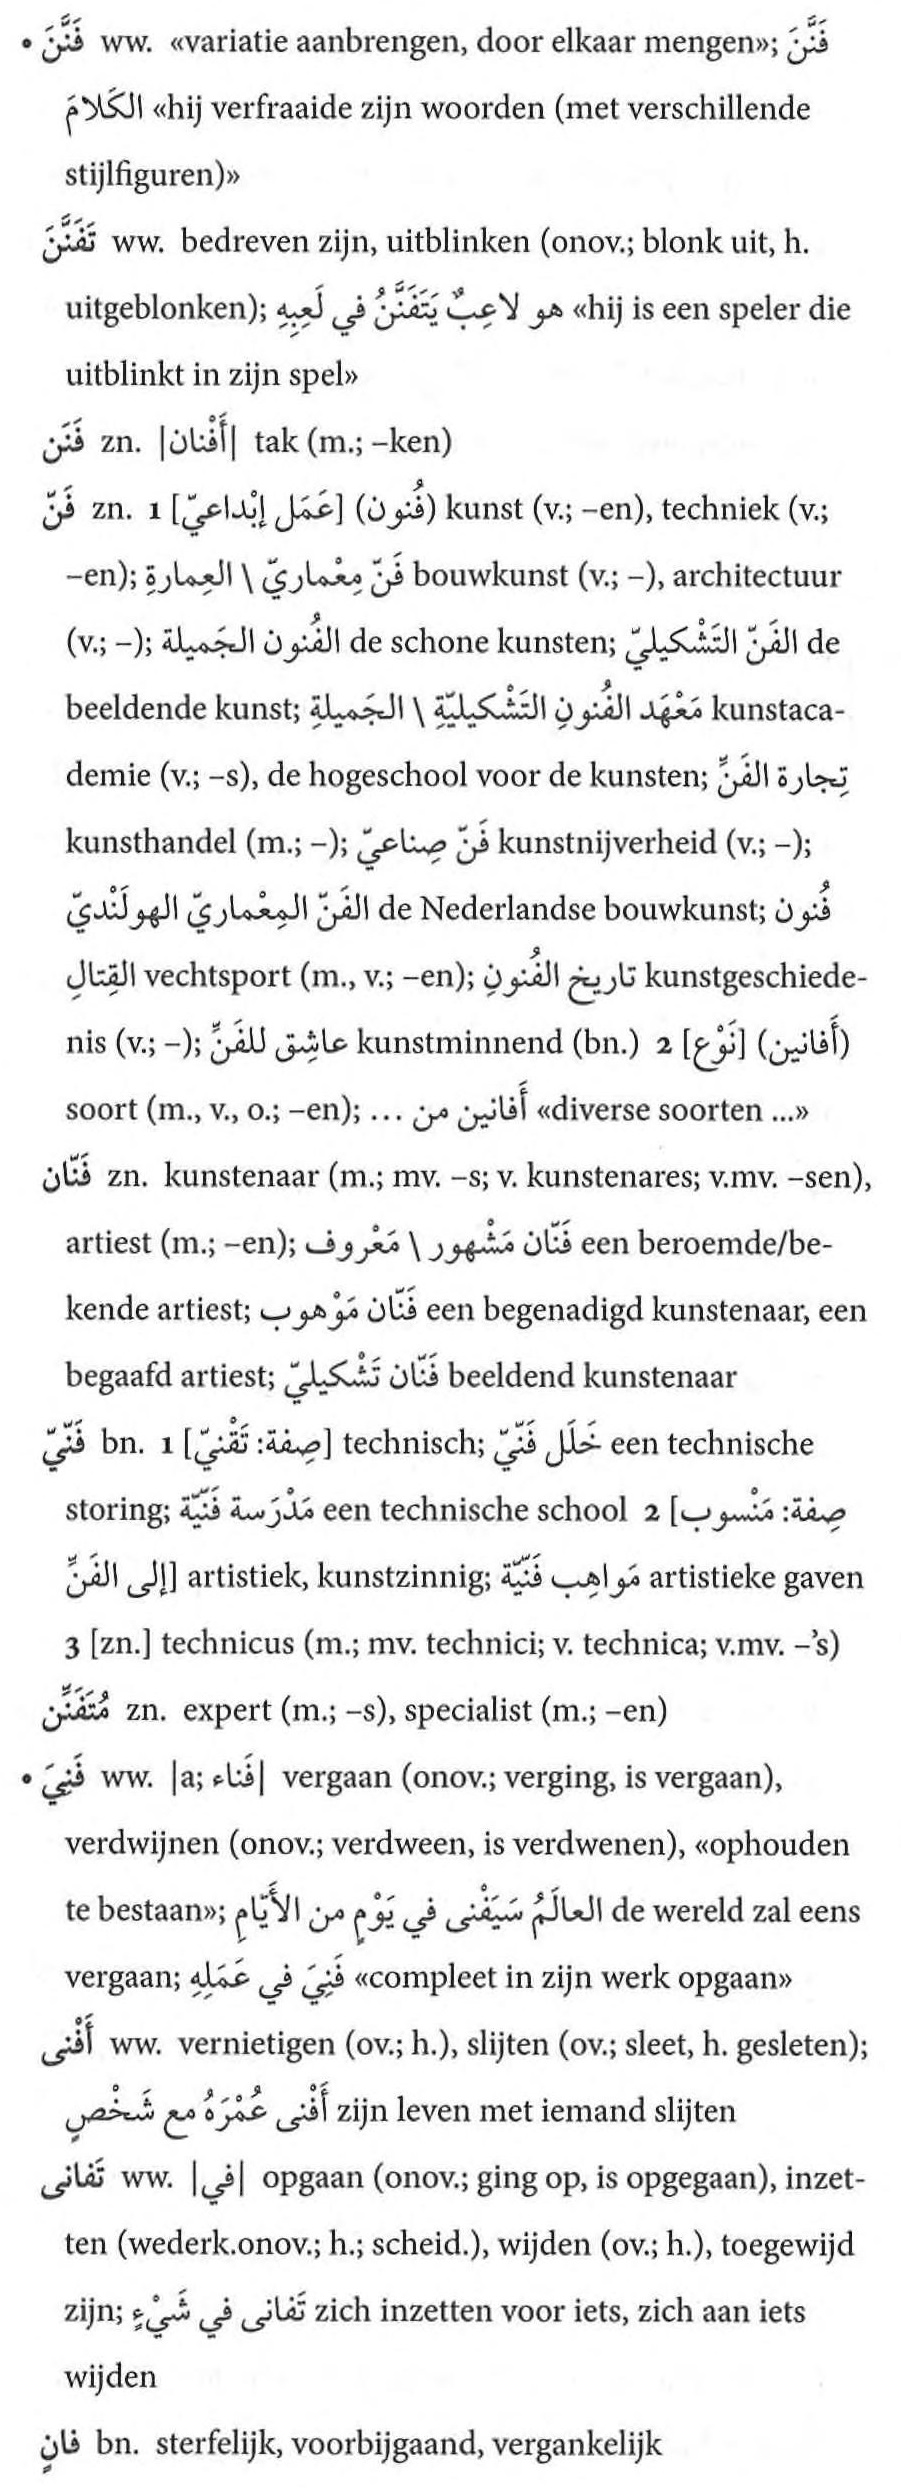 • فَنَّنَ ww. «variatie aanbrengen, door elkaar mengen»; فَنَّنَ
الكَلامَ «hij verfraaide zijn woorden (met verschillende
stijlfiguren)»
تَفَنَّنَ ww. bedreven zijn, uitblinken (onov.; blonk uit, h.
uitgeblonken); هو لاعِبٌ يَتَفَنَّنُ في لَعِبِهِ «hij is een speler die
uitblinkt in zijn spel»
فَنَن zn. |أَفْنان| tak (m.; –ken)
فَنّ zn. 1 [عَمَل إبْداعيّ] (فُنون) kunst (v.; –en), techniek (v.;
–en); فَنّ مِعْماريّ \ العِمارةِ bouwkunst (v.; –), architectuur
(v.; –); الفُنون الجَميلة de schone kunsten; الفَنّ التَشْكيليّ de
beeldende kunst; مَعْهَد الفُنونِ التَشْكيليّةِ \ الجَميلةِ kunstaca-
demie (v.; –s), de hogeschool voor de kunsten; تِجارة الفَنِّ
kunsthandel (m.; –); فَنّ صِناعيّ kunstnijverheid (v.; –);
الفَنّ المِعْماريّ الهولَنْديّ de Nederlandse bouwkunst; فُنون
القِتالِ vechtsport (m., v.; –en); تاريخ الفُنونِ kunstgeschiede-
nis (v.; –); عاشِق للفَنِّ kunstminnend (bn.) 2 [نَوْع] (أَفانين)
soort (m., v., o.; –en); أَفانين من ... «diverse soorten ...»
فَنّان zn. kunstenaar (m.; mv. –s; v. kunstenares; v.mv. –sen),
artiest (m.; –en); فَنّان مَشْهور \ مَعْروف een beroemde/be-
kende artiest; فَنّان مَوْهوب een begenadigd kunstenaar, een
begaafd artiest; فَنّان تَشْكيليّ beeldend kunstenaar
فَنّيّ bn. 1 [صِفة: تَقْنيّ] technisch; خَلَل فَنّيّ een technische
storing; مَدْرَسة فَنّيّة een technische school 2 [صِفة: مَنْسوب
إلى الفَنِّ] artistiek, kunstzinnig; مَواهِب فَنّيّة artistieke gaven
3 [zn.] technicus (m.; mv. technici; v. technica; v.mv. –’s)
مُتَفَنِّن zn. expert (m.; –s), specialist (m.; –en)
• فَنِيَ ww. |a; فَناء| vergaan (onov.; verging, is vergaan),
verdwijnen (onov.; verdween, is verdwenen), «ophouden
te bestaan»; العالَمُ سَيَفْنى في يَوْمٍ من الأَيّامِ de wereld zal eens
vergaan; فَنِيَ في عَمَلِهِ «compleet in zijn werk opgaan»
أَفْنى ww. vernietigen (ov.; h.), slijten (ov.; sleet, h. gesleten);
أَفْنى عُمْرَهُ مع شَخْصٍ zijn leven met iemand slijten
تَفانى ww. |في| opgaan (onov.; ging op, is opgegaan), inzet-
ten (wederk.onov.; h.; scheid.), wijden (ov.; h.), toegewijd
zijn; تَفانى في شَيْءٍ zich inzetten voor iets, zich aan iets
wijden
فانٍ bn. sterfelijk, voorbijgaand, vergankelijk